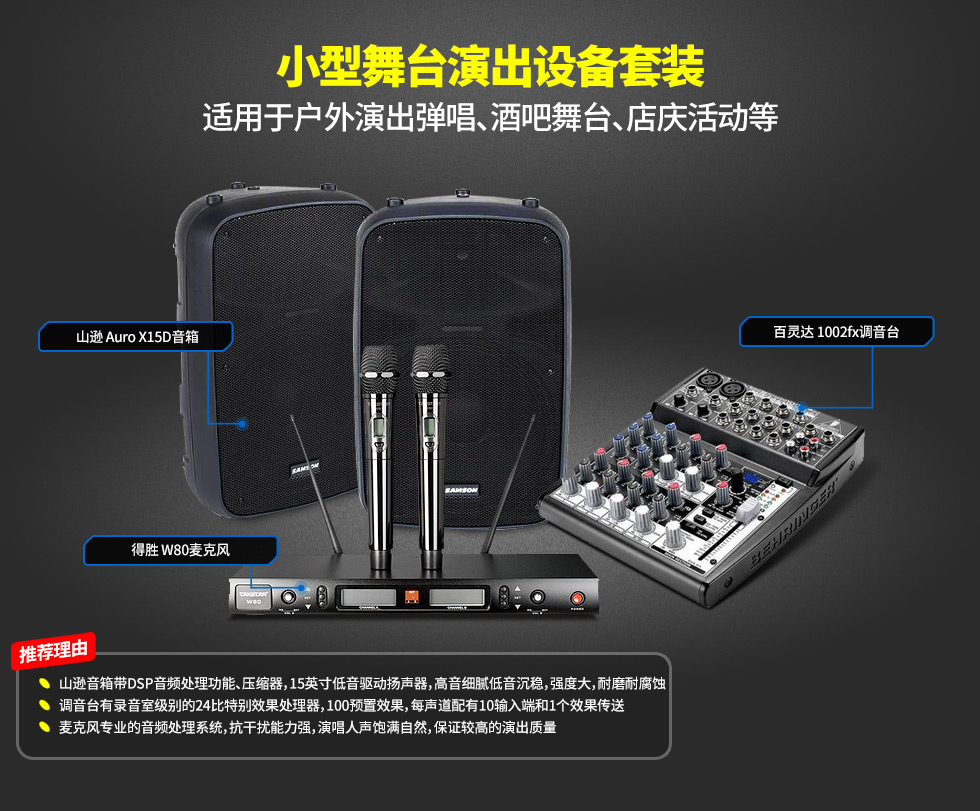 小型舞台演出设备套装
适用于户外演出弹唱、酒吧舞台、店庆活动等
山逊 Auro X15D音箱
百灵达 1002fx调音台
SAMSON
SAMSON
BEHRINGER
得胜 W80麦克风
TAKSTAR
W80
SET
SET
CHANNEL A
CHANNEL B
POWER
推荐理由
山逊音箱带DSP音频处理功能、压缩器,15英寸低音驱动扬声器,高音细腻低音沉稳,强度大,耐磨耐腐蚀
调音台有录音室级别的24比特别效果处理器,100预置效果,每声道配有10输入端和1个效果传送
麦克风专业的音频处理系统,抗干扰能力强,演唱人声饱满自然,保证较高的演出质量